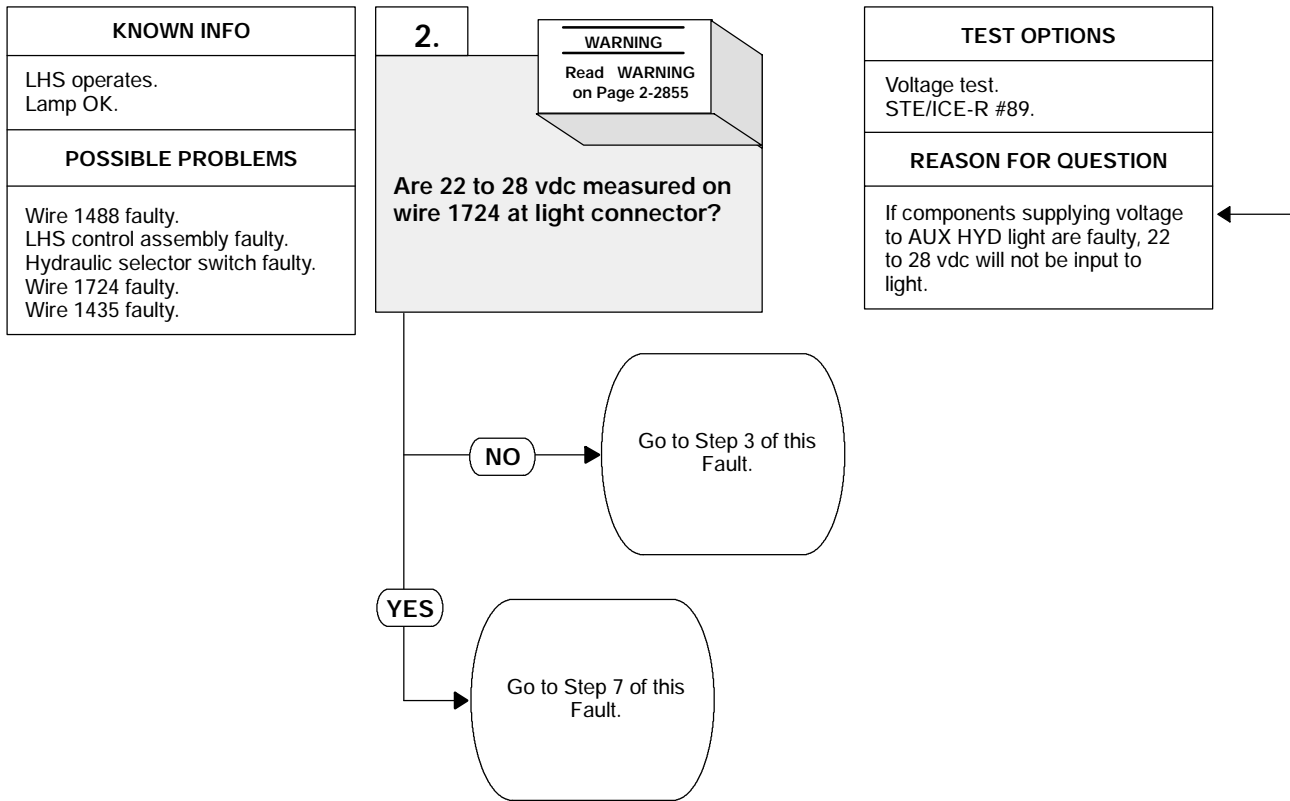 KNOWN INFO
LHS operates.
Lamp OK.
POSSIBLE PROBLEMS
Wire 1488 faulty.
LHS control assembly faulty.
Hydraulic selector switch faulty.
Wire 1724 faulty.
Wire 1435 faulty.
2.
WARNING
Read WARNING
on Page 2-2855
Are 22 to 28 vdc measured on
wire 1724 at light connector?
TEST OPTIONS
Voltage test.
STE/ICE-R #89.
REASON FOR QUESTION
If components supplying voltage
to AUX HYD light are faulty, 22
to 28 vdc will not be input to
light.
NO
Go to Step 3 of this
Fault.
YES
Go to Step 7 of this
Fault.